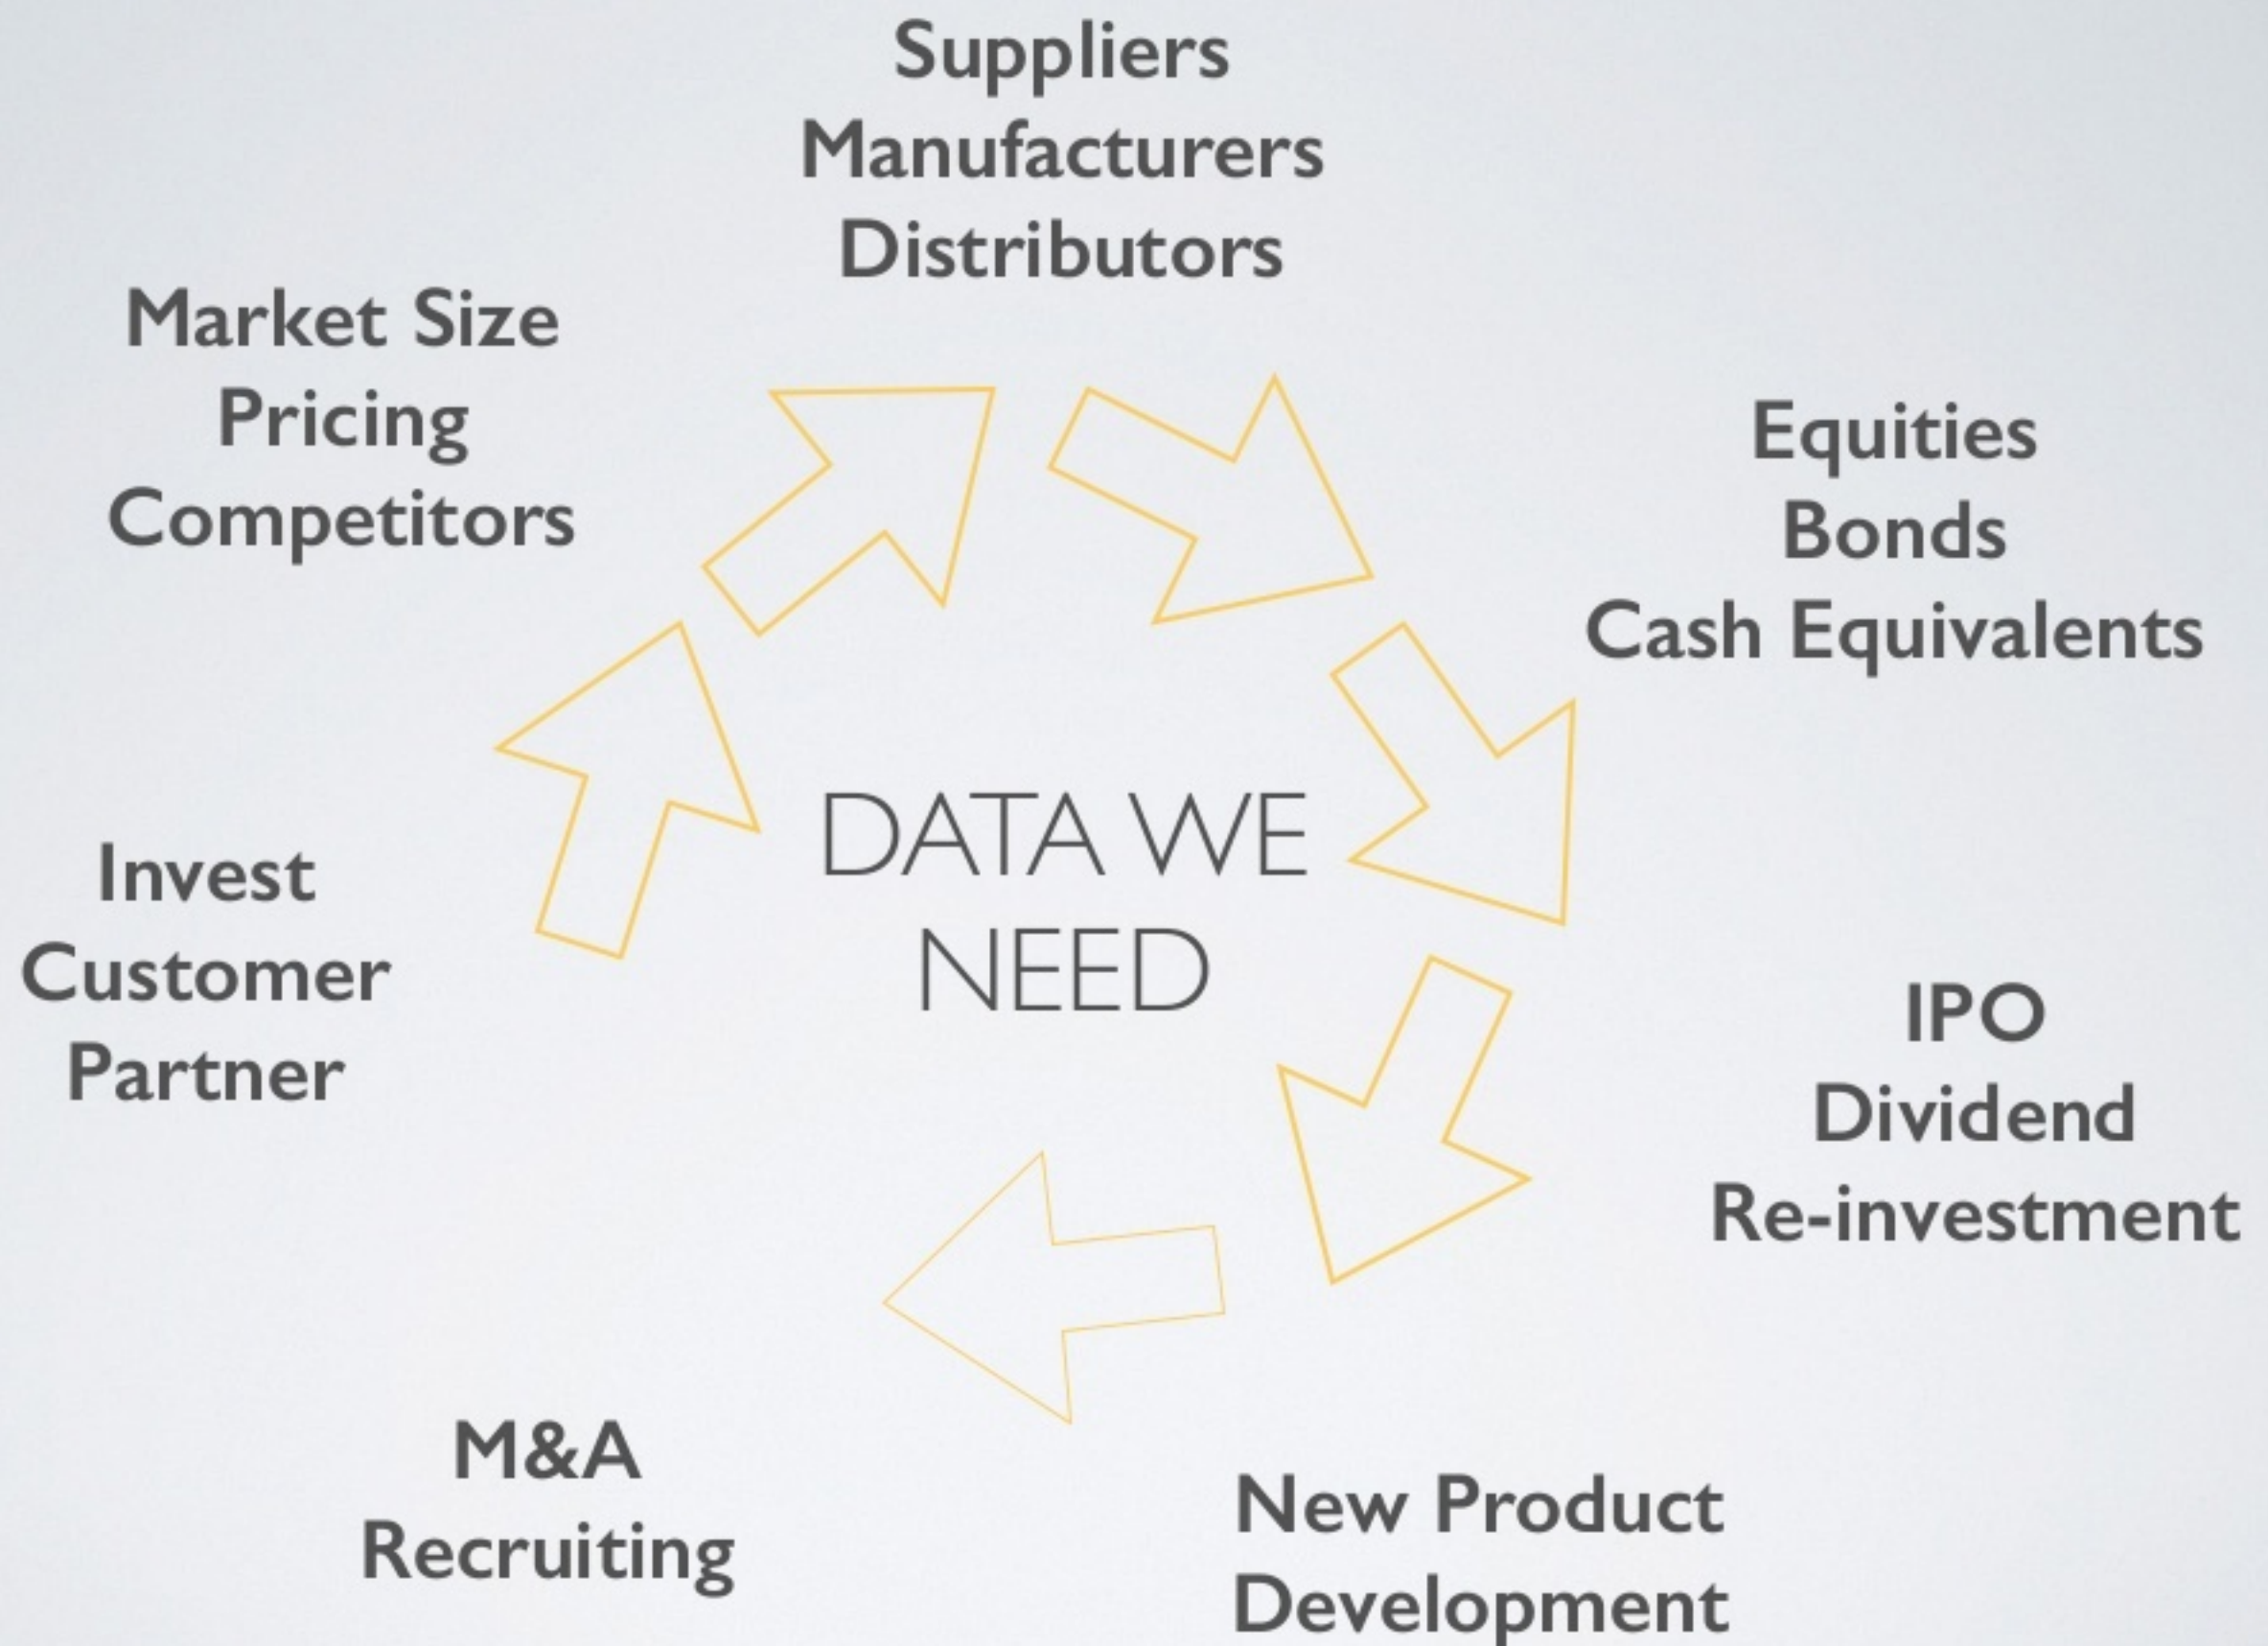 Suppliers
Manufacturers
Distributors
Market Size
Pricing
Competitors
Equities
Bonds
Cash Equivalents
DATA WE
NEED
Invest
Customer
Partner
IPO
Dividend
Re-investment
M&A
Recruiting
New Product
Development